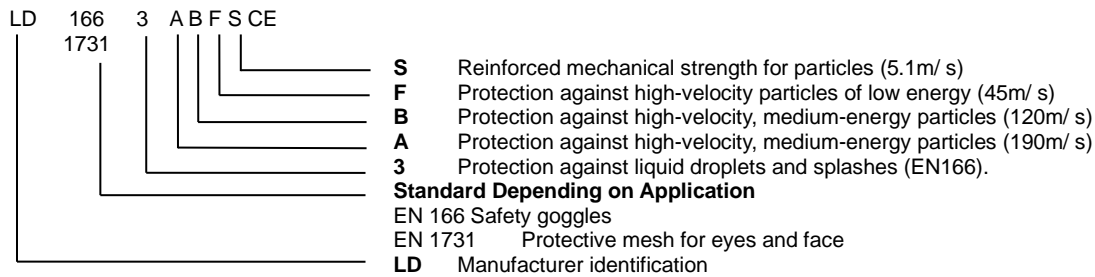 LD 166 3 A B F S CE
1731
S Reinforced mechanical strength for particles (5.1m/ s)
F Protection against high-velocity particles of low energy (45m/ s)
B Protection against high-velocity, medium-energy particles (120m/ s)
A Protection against high-velocity, medium-energy particles (190m/ s)
3 Protection against liquid droplets and splashes (EN166).
Standard Depending on Application
EN 166 Safety goggles
EN 1731 Protective mesh for eyes and face
LD Manufacturer identification